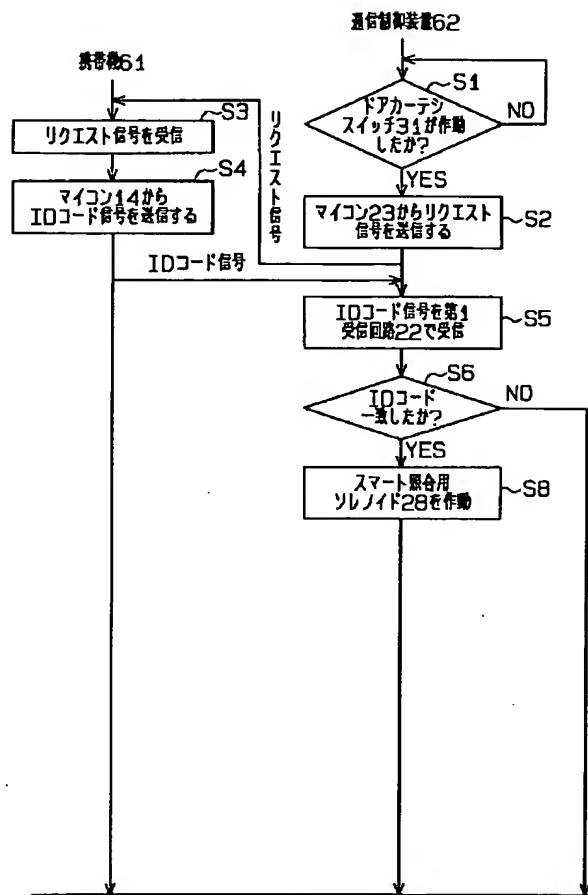 通信制御装置62
携帯機61
S1
ドアカーテシ
スイッチ31が作動
したか?
NO
YES
S3
リクエスト信号を受信
S4
マイコン14から
IDコード信号を送信する
リクエスト信号
マイコン23からリクエスト
信号を送信する
S2
IDコード信号
IDコード信号を第1
受信回路22で受信
S5
S6
IDコード
一致したか?
NO
YES
スマート照合用
ソレノイド28を作動
S8